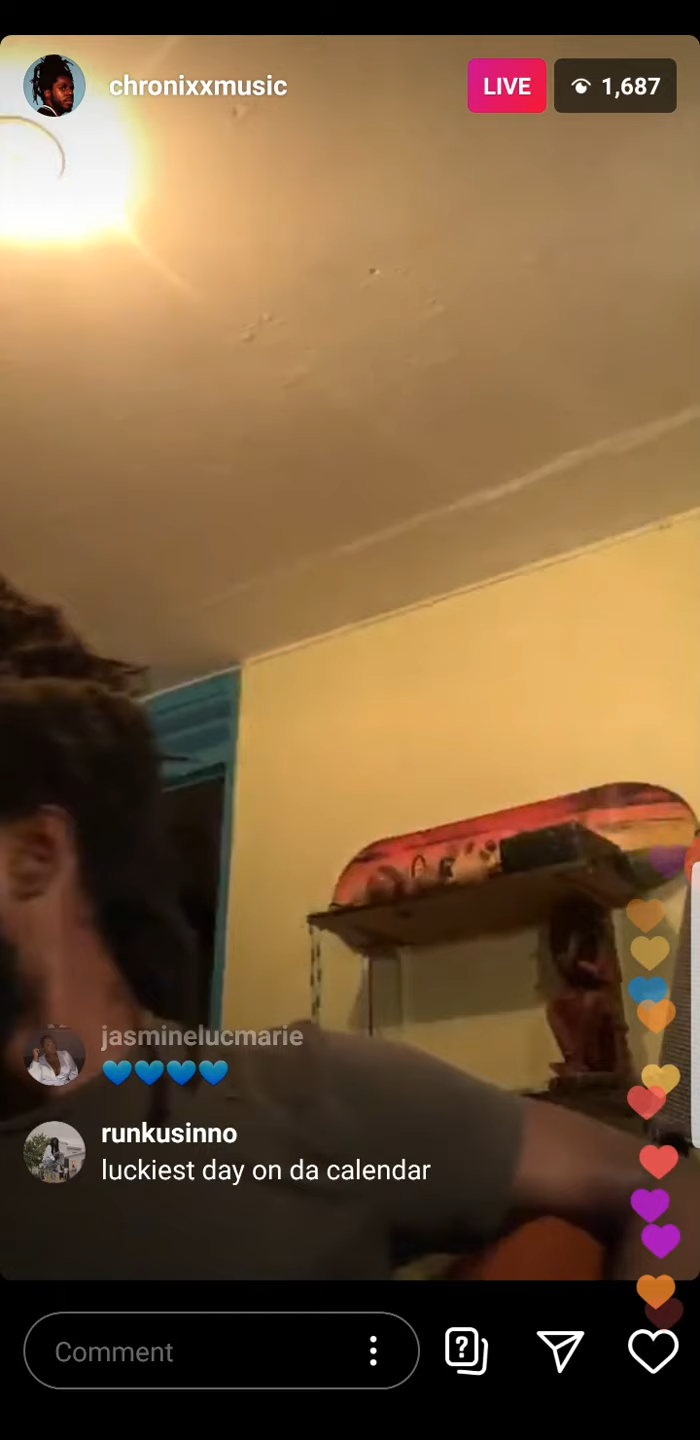 chronixxmusic
LIVE
1,687
jasminelucmarie
💙💙💙💙
runkusinno
luckiest day on da calendar
Comment